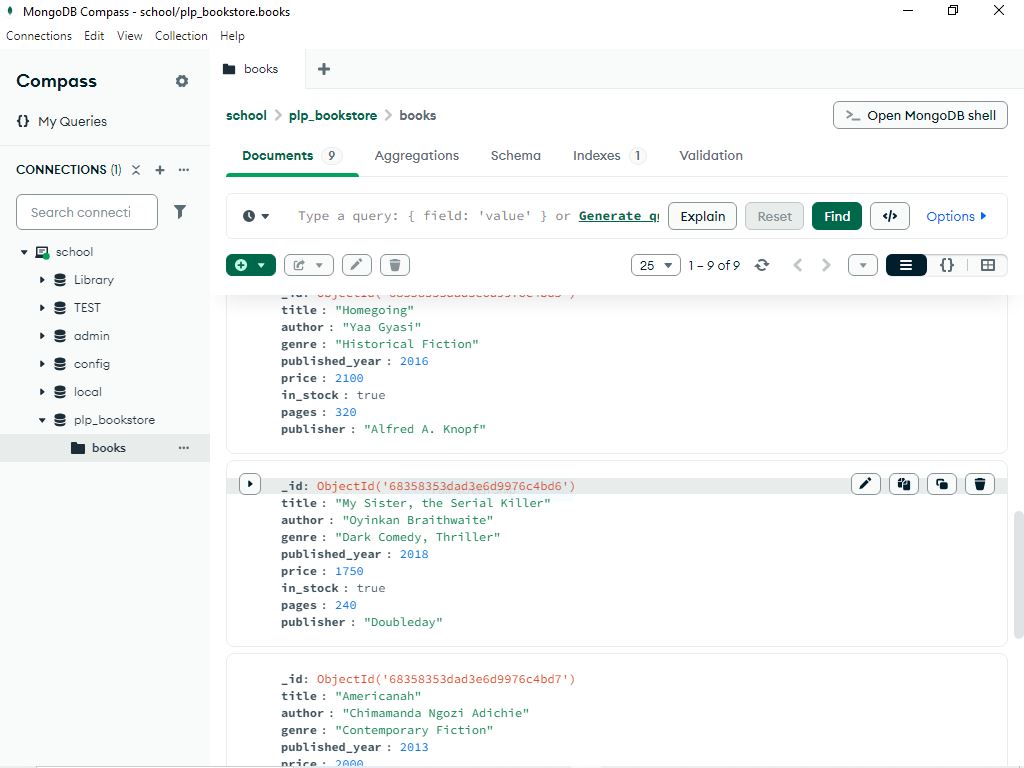 MongoDB Compass - school/plp_bookstore.books
Connections Edit View Collection Help
Compass
books
{} My Queries
school > plp_bookstore > books
>_ Open MongoDB shell
CONNECTIONS (1)
Documents 9 Aggregations Schema Indexes 1 Validation
Search connecti
Type a query: { field: 'value' } or Generate q
Explain Reset Find </> Options
school
Library
TEST
admin
config
local
plp_bookstore
books
25 1 – 9 of 9 {}
title : "Homegoing"
author : "Yaa Gyasi"
genre : "Historical Fiction"
published_year : 2016
price : 2100
in_stock : true
pages : 320
publisher : "Alfred A. Knopf"
_id: ObjectId('68358353dad3e6d9976c4bd6')
title : "My Sister, the Serial Killer"
author : "Oyinkan Braithwaite"
genre : "Dark Comedy, Thriller"
published_year : 2018
price : 1750
in_stock : true
pages : 240
publisher : "Doubleday"
_id: ObjectId('68358353dad3e6d9976c4bd7')
title : "Americanah"
author : "Chimamanda Ngozi Adichie"
genre : "Contemporary Fiction"
published_year : 2013
price : 2000